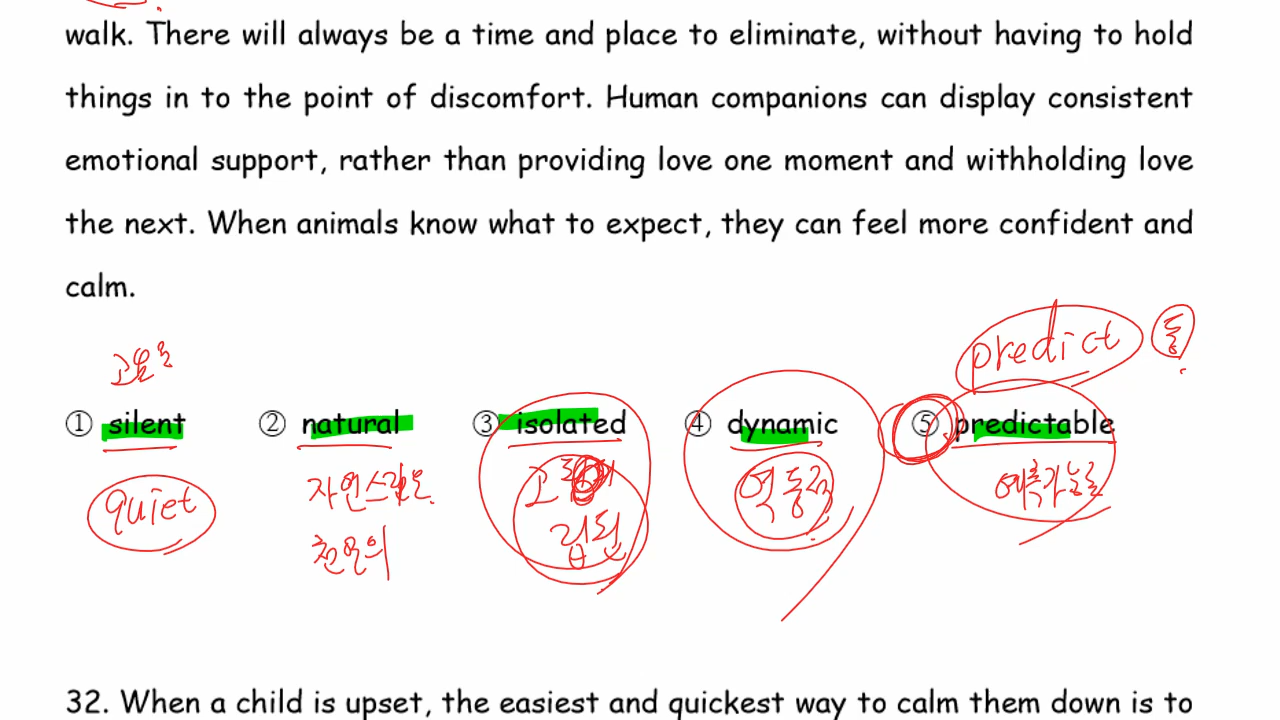 walk. There will always be a time and place to eliminate, without having to hold
things in to the point of discomfort. Human companions can display consistent
emotional support, rather than providing love one moment and withholding love
the next. When animals know what to expect, they can feel more confident and
calm.
predict 동
① silent ② natural ③ isolated ④ dynamic ⑤ predictable
quiet 자연스러운 고 역동적 예측가능
천연의 립된
32. When a child is upset, the easiest and quickest way to calm them down is to